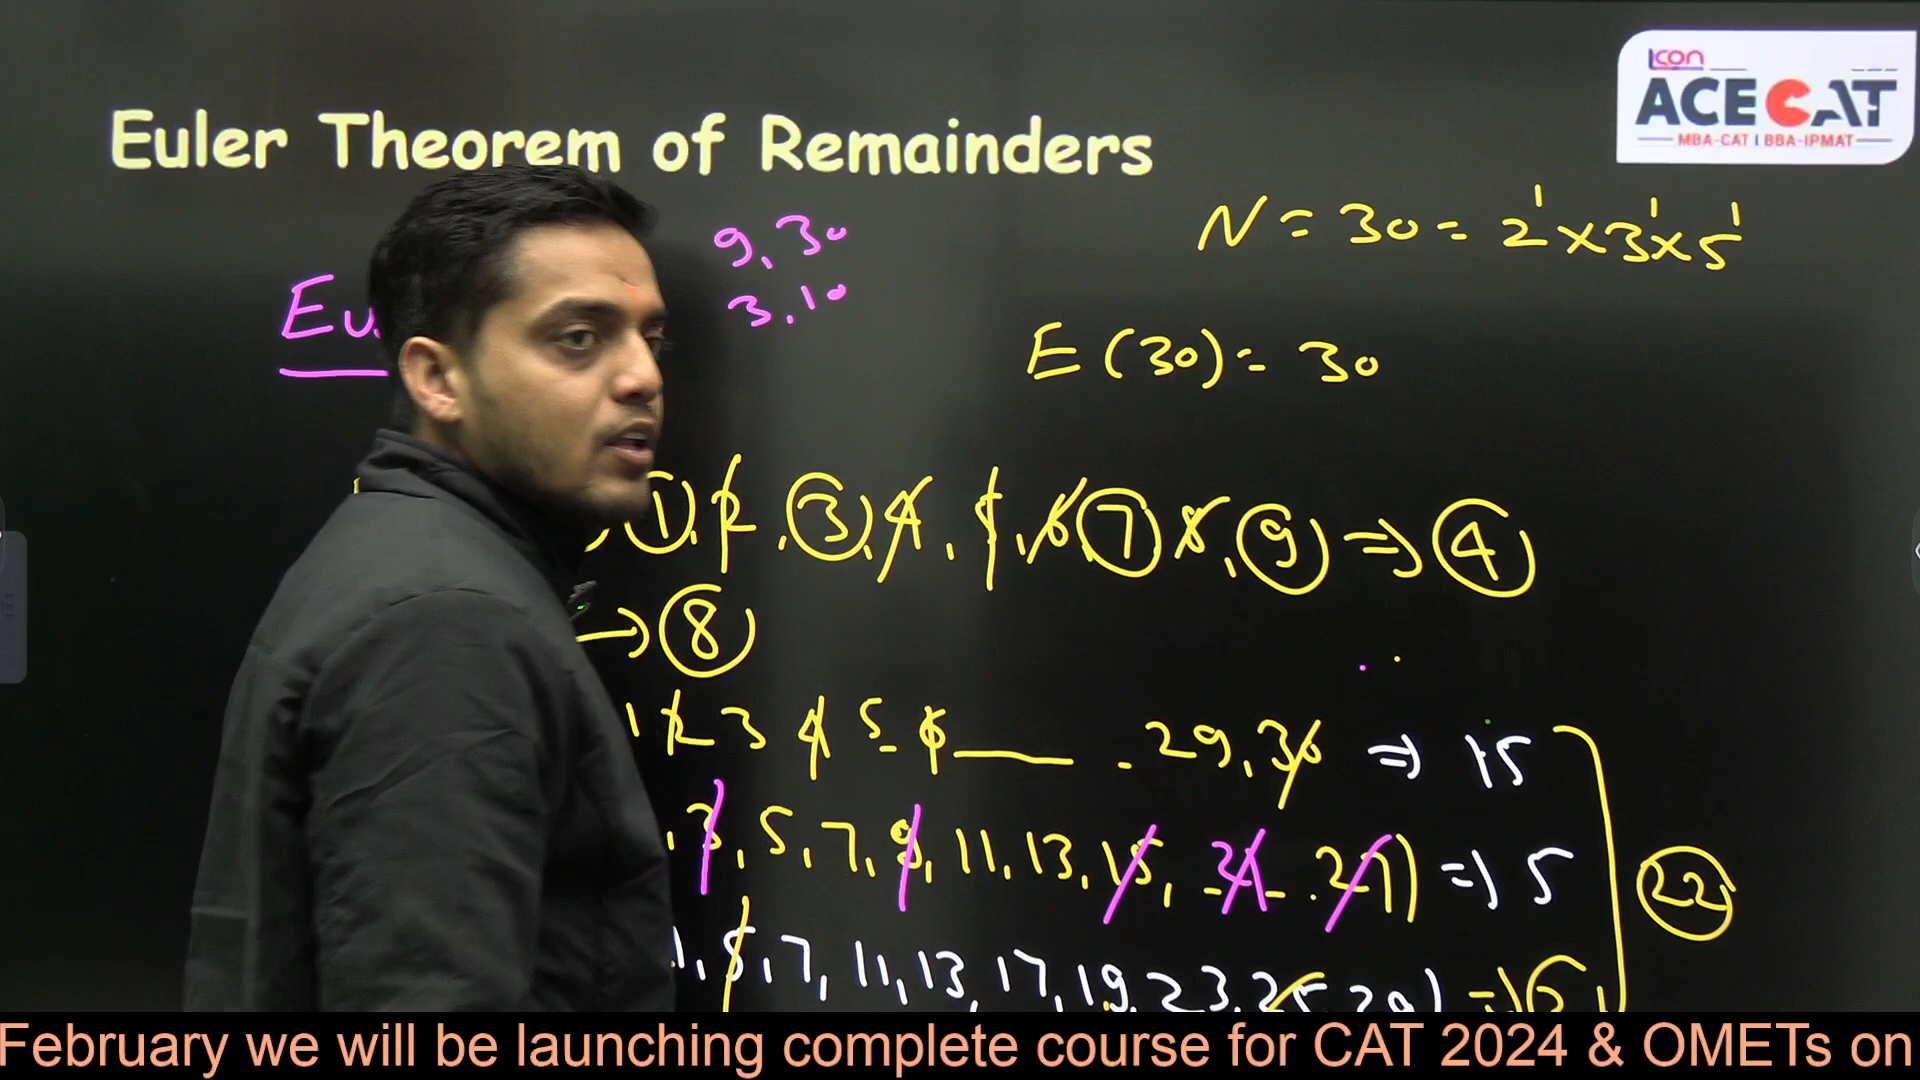 Icon
ACECAT
MBA-CAT | BBA-IPMAT
Euler Theorem of Remainders
N = 30 = 2¹ × 3¹ × 5¹
9, 30
3, 10
Eu
E (30) = 30
1, 2, 3, 4, 5, 6, 7, 8, 9 ⇒ 4
→ 8
1 2 3 4 5 6 29, 30 ⇒ 15
3, 5, 7, 9, 11, 13, 15, 21 27) ⇒ 5
22
1, 5, 7, 11, 13, 17, 19, 23, 25, 29)
February we will be launching complete course for CAT 2024 & OMETs on